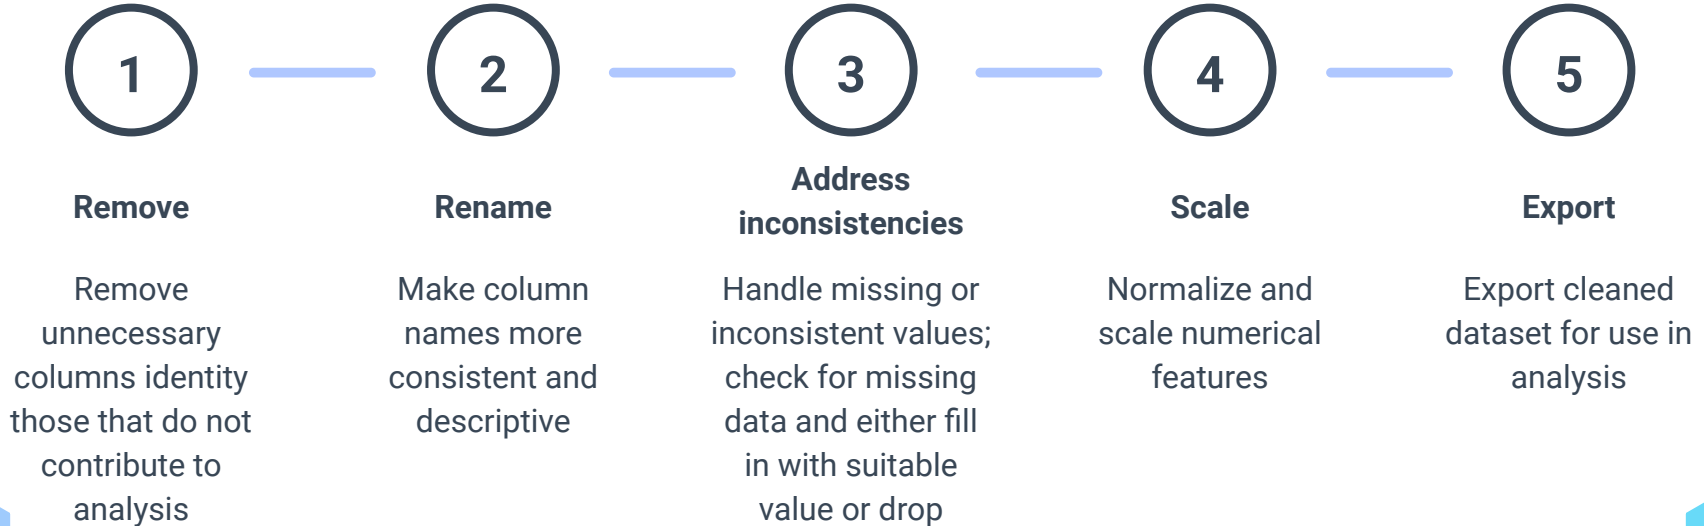 1
Remove
Remove
unnecessary
columns identity
those that do not
contribute to
analysis
2
Rename
Make column
names more
consistent and
descriptive
3
Address
inconsistencies
Handle missing or
inconsistent values;
check for missing
data and either fill
in with suitable
value or drop
4
Scale
Normalize and
scale numerical
features
5
Export
Export cleaned
dataset for use in
analysis